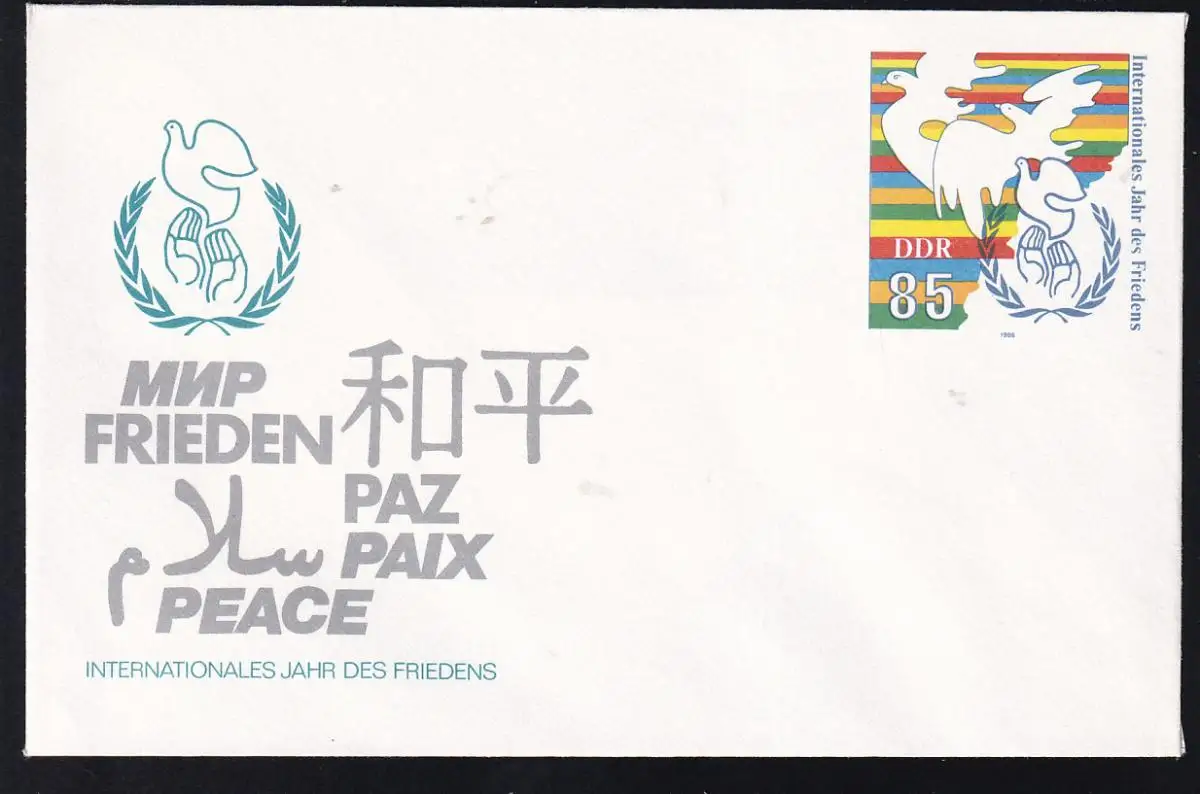 МИР
FRIEDEN
和平
PAZ
سلام
PAIX
PEACE
INTERNATIONALES JAHR DES FRIEDENS
DDR
85
1986
Internationales Jahr des Friedens